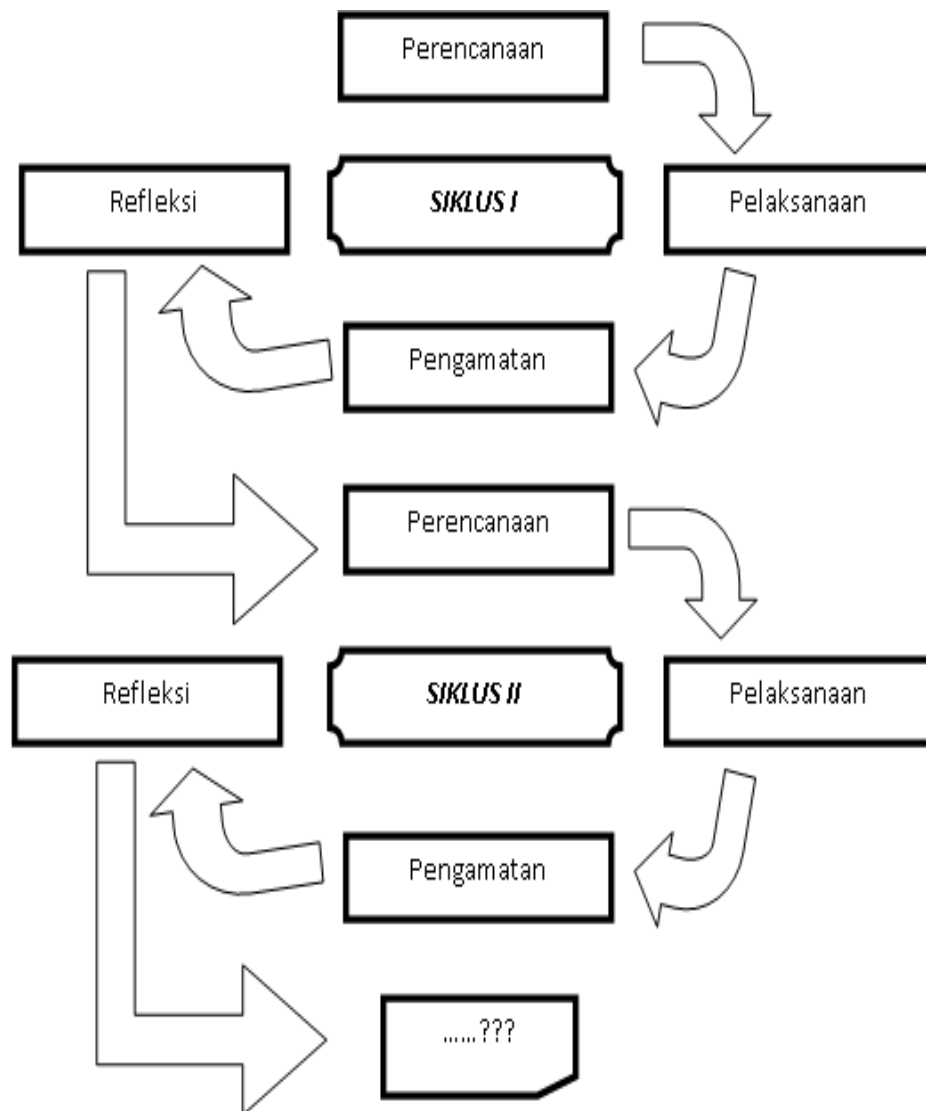 Perencanaan
Refleksi
SIKLUS I
Pelaksanaan
Pengamatan
Perencanaan
Refleksi
SIKLUS II
Pelaksanaan
Pengamatan
......???